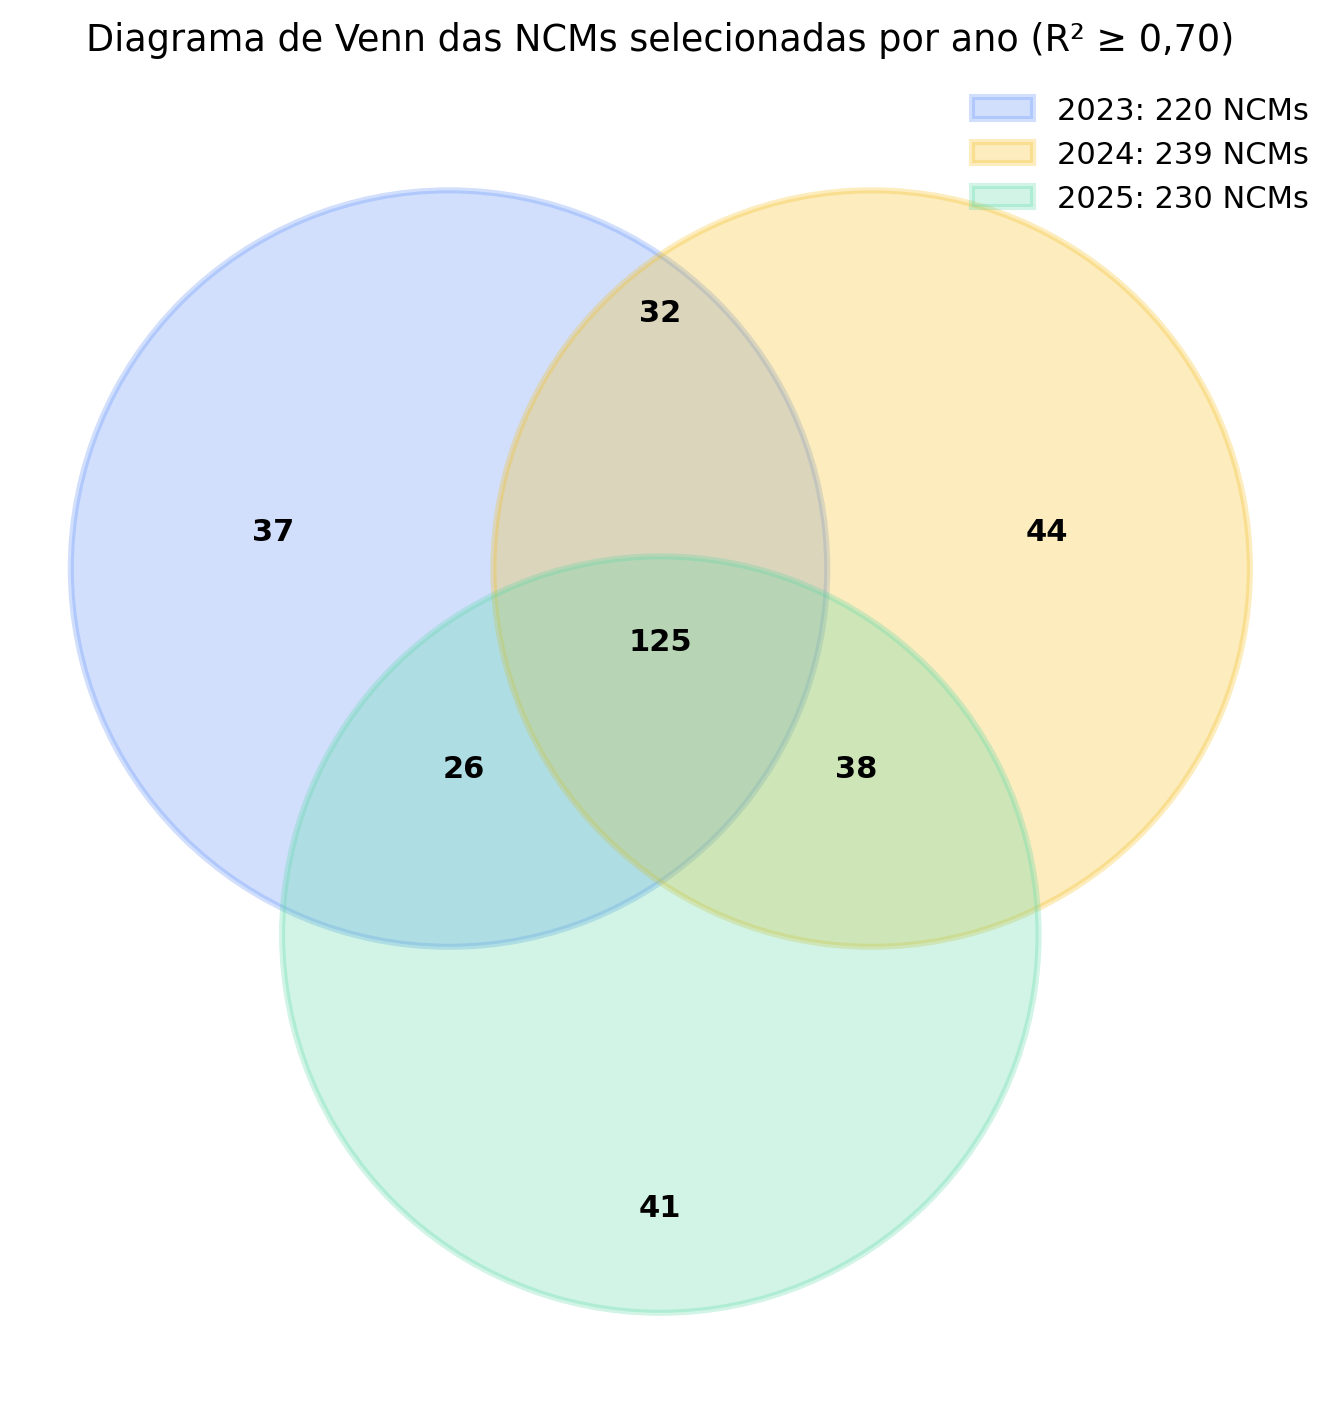 Diagrama de Venn das NCMs selecionadas por ano (R² ≥ 0,70)
2023: 220 NCMs
2024: 239 NCMs
2025: 230 NCMs
32
37
44
125
26
38
41